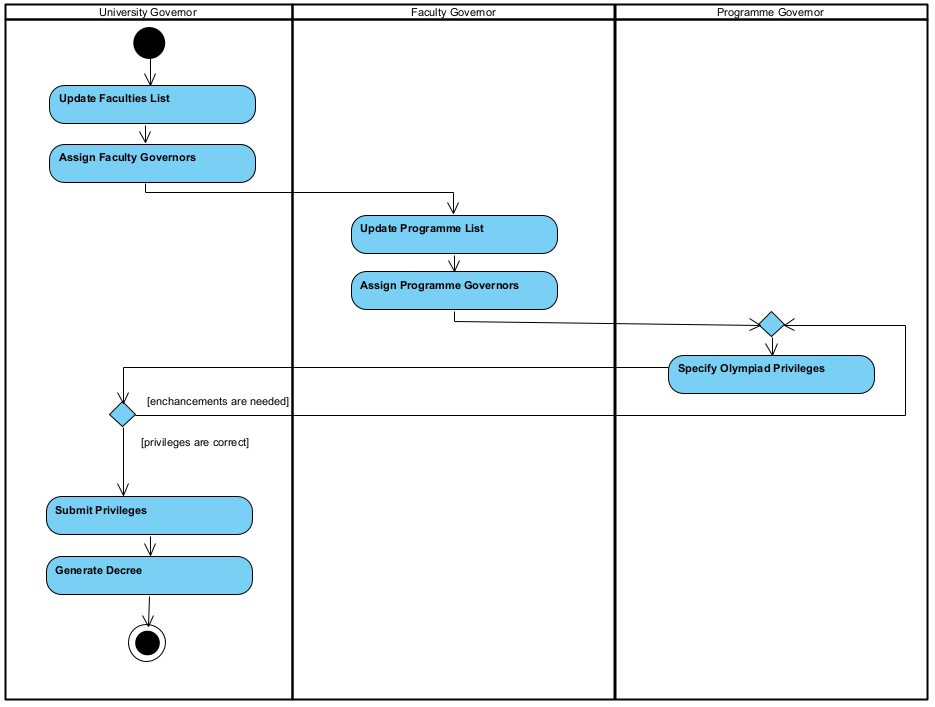 University Governor
Faculty Governor
Programme Governor
Update Faculties List
Assign Faculty Governors
Update Programme List
Assign Programme Governors
Specify Olympiad Privileges
[enchancements are needed]
[privileges are correct]
Submit Privileges
Generate Decree